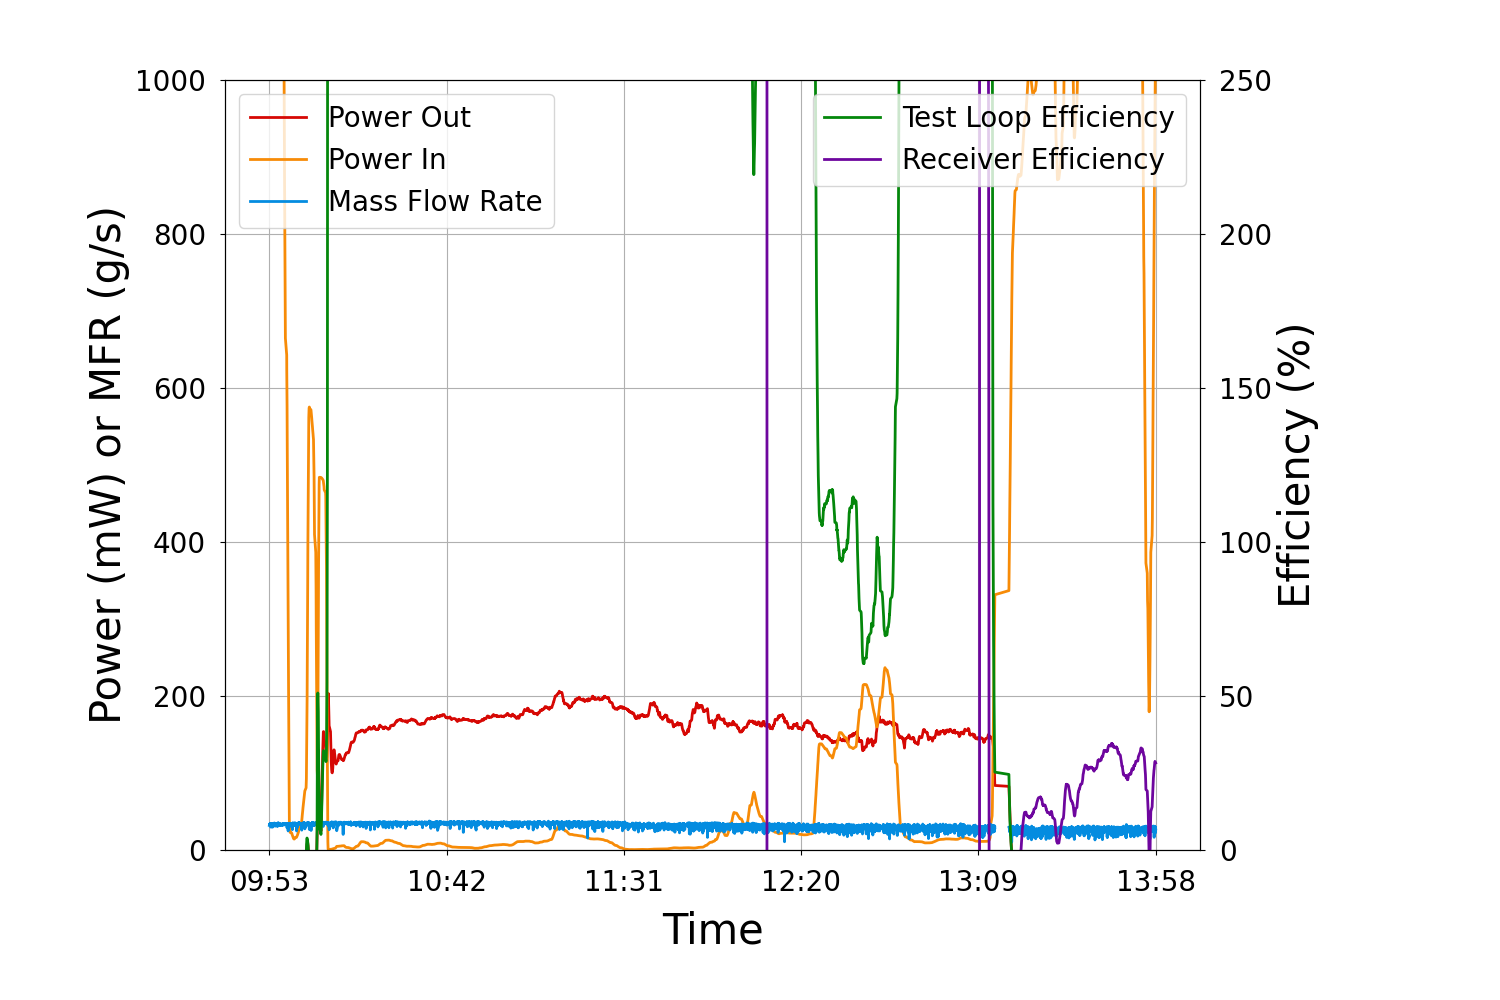 Power (mW) or MFR (g/s)
1000
800
600
400
200
0
Power Out
Power In
Mass Flow Rate
Test Loop Efficiency
Receiver Efficiency
250
200
150
100
50
0
Efficiency (%)
09:53 10:42 11:31 12:20 13:09 13:58
Time